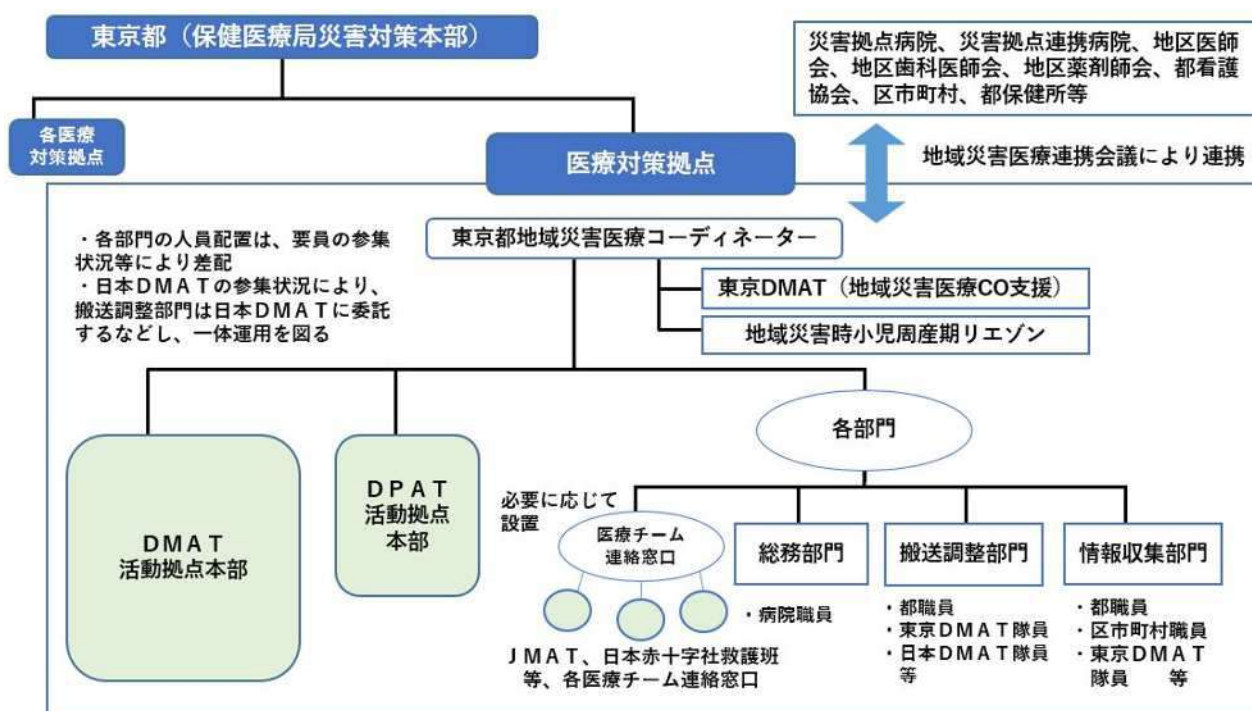 東京都（保健医療局災害対策本部）
災害拠点病院、災害拠点連携病院、地区医師
会、地区歯科医師会、地区薬剤師会、都看護
協会、区市町村、都保健所等
各医療
対策拠点
医療対策拠点
地域災害医療連携会議により連携
・各部門の人員配置は、要員の参集
状況等により差配
・日本ＤＭＡＴの参集状況により、
搬送調整部門は日本ＤＭＡＴに委託
するなどし、一体運用を図る
東京都地域災害医療コーディネーター
東京DMAT（地域災害医療CO支援）
地域災害時小児周産期リエゾン
各部門
ＤＭＡＴ
活動拠点本部
ＤＰＡＴ
活動拠点
本部
必要に応じて
設置
医療チーム
連絡窓口
総務部門
搬送調整部門
情報収集部門
ＪＭＡＴ、日本赤十字社救護班
等、各医療チーム連絡窓口
・病院職員
・都職員
・東京ＤＭＡＴ隊員
・日本ＤＭＡＴ隊員
等
・都職員
・区市町村職員
・東京ＤＭＡＴ
隊員　　等